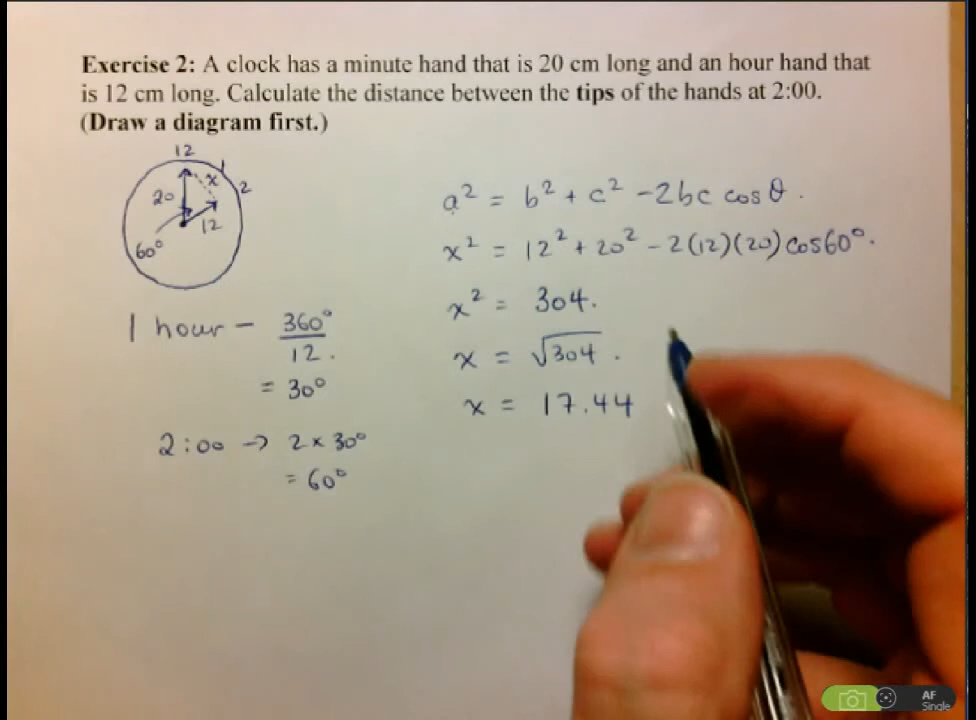 Exercise 2: A clock has a minute hand that is 20 cm long and an hour hand that
is 12 cm long. Calculate the distance between the tips of the hands at 2:00.
(Draw a diagram first.)
12
1
2
x
20
12
60°
1 hour - 360°/12.
= 30°
2:00 → 2 × 30°
= 60°
a² = b² + c² - 2bc cos θ.
x² = 12² + 20² - 2(12)(20) cos60°.
x² = 304.
x = √304.
x = 17.44
AF
Single